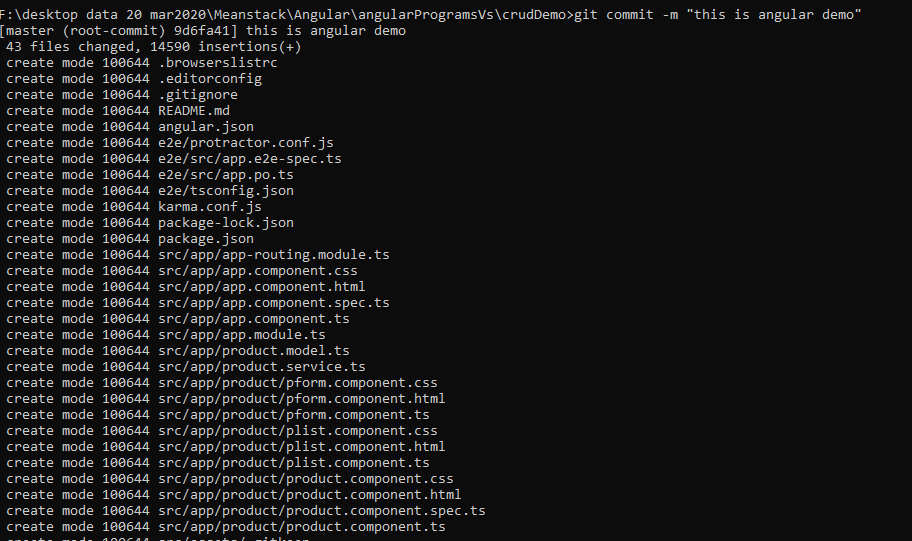 F:\desktop data 20 mar2020\Meanstack\Angular\angularProgramsVs\crudDemo>git commit -m "this is angular demo"
[master (root-commit) 9d6fa41] this is angular demo
 43 files changed, 14590 insertions(+)
 create mode 100644 .browserslistrc
 create mode 100644 .editorconfig
 create mode 100644 .gitignore
 create mode 100644 README.md
 create mode 100644 angular.json
 create mode 100644 e2e/protractor.conf.js
 create mode 100644 e2e/src/app.e2e-spec.ts
 create mode 100644 e2e/src/app.po.ts
 create mode 100644 e2e/tsconfig.json
 create mode 100644 karma.conf.js
 create mode 100644 package-lock.json
 create mode 100644 package.json
 create mode 100644 src/app/app-routing.module.ts
 create mode 100644 src/app/app.component.css
 create mode 100644 src/app/app.component.html
 create mode 100644 src/app/app.component.spec.ts
 create mode 100644 src/app/app.component.ts
 create mode 100644 src/app/app.module.ts
 create mode 100644 src/app/product.model.ts
 create mode 100644 src/app/product.service.ts
 create mode 100644 src/app/product/pform.component.css
 create mode 100644 src/app/product/pform.component.html
 create mode 100644 src/app/product/pform.component.ts
 create mode 100644 src/app/product/plist.component.css
 create mode 100644 src/app/product/plist.component.html
 create mode 100644 src/app/product/plist.component.ts
 create mode 100644 src/app/product/product.component.css
 create mode 100644 src/app/product/product.component.html
 create mode 100644 src/app/product/product.component.spec.ts
 create mode 100644 src/app/product/product.component.ts